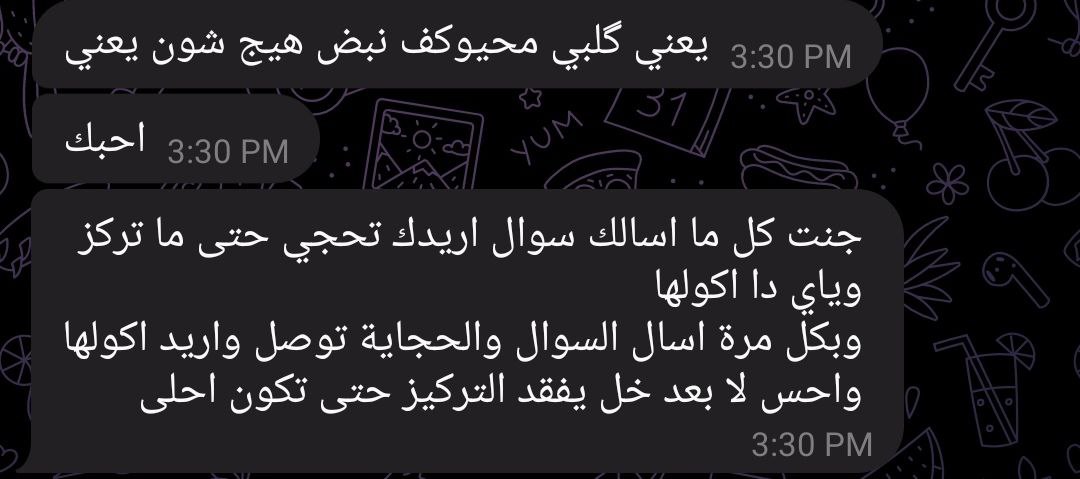 يعني گلبي محيوكف نبض هيج شون يعني
3:30 PM
احبك
3:30 PM
YUM
31
جنت كل ما اسالك سوال اريدك تحجي حتى ما تركز
وياي دا اكولها
وبكل مرة اسال السوال والحجاية توصل واريد اكولها
واحس لا بعد خل يفقد التركيز حتى تكون احلى
3:30 PM